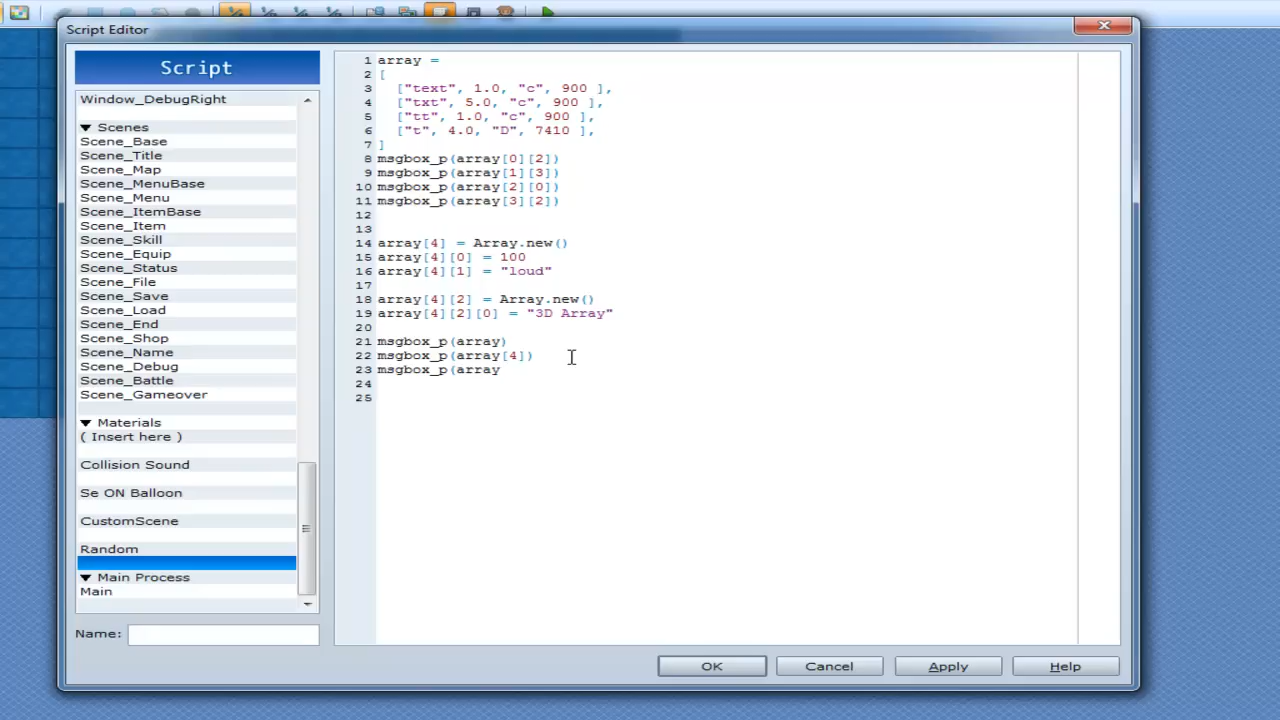 Script Editor
Script
Window_DebugRight
▼ Scenes
Scene_Base
Scene_Title
Scene_Map
Scene_MenuBase
Scene_Menu
Scene_ItemBase
Scene_Item
Scene_Skill
Scene_Equip
Scene_Status
Scene_File
Scene_Save
Scene_Load
Scene_End
Scene_Shop
Scene_Name
Scene_Debug
Scene_Battle
Scene_Gameover
▼ Materials
( Insert here )
Collision Sound
Se ON Balloon
CustomScene
Random
▼ Main Process
Main
Name:
1 array =
2 [
3 ["text", 1.0, "c", 900 ],
4 ["txt", 5.0, "c", 900 ],
5 ["tt", 1.0, "c", 900 ],
6 ["t", 4.0, "D", 7410 ],
7 ]
8 msgbox_p(array[0][2])
9 msgbox_p(array[1][3])
10 msgbox_p(array[2][0])
11 msgbox_p(array[3][2])
12
13
14 array[4] = Array.new()
15 array[4][0] = 100
16 array[4][1] = "loud"
17
18 array[4][2] = Array.new()
19 array[4][2][0] = "3D Array"
20
21 msgbox_p(array)
22 msgbox_p(array[4])
23 msgbox_p(array
24
25
OK
Cancel
Apply
Help